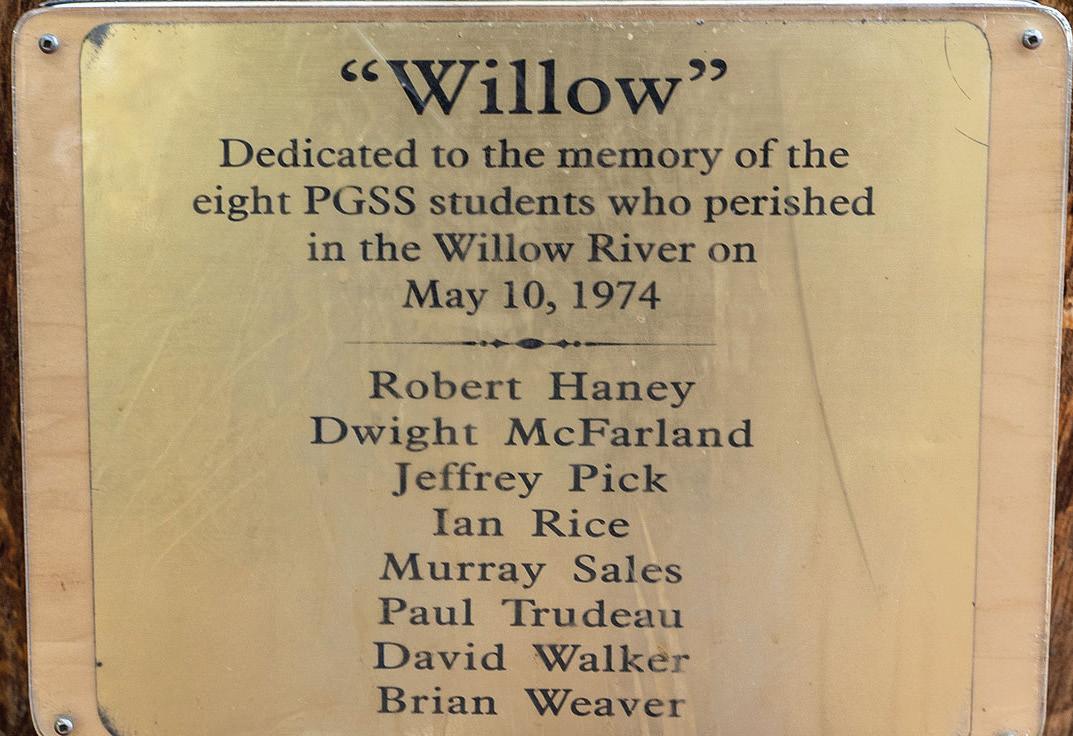 “Willow”
Dedicated to the memory of the
eight PGSS students who perished
in the Willow River on
May 10, 1974
Robert Haney
Dwight McFarland
Jeffrey Pick
Ian Rice
Murray Sales
Paul Trudeau
David Walker
Brian Weaver